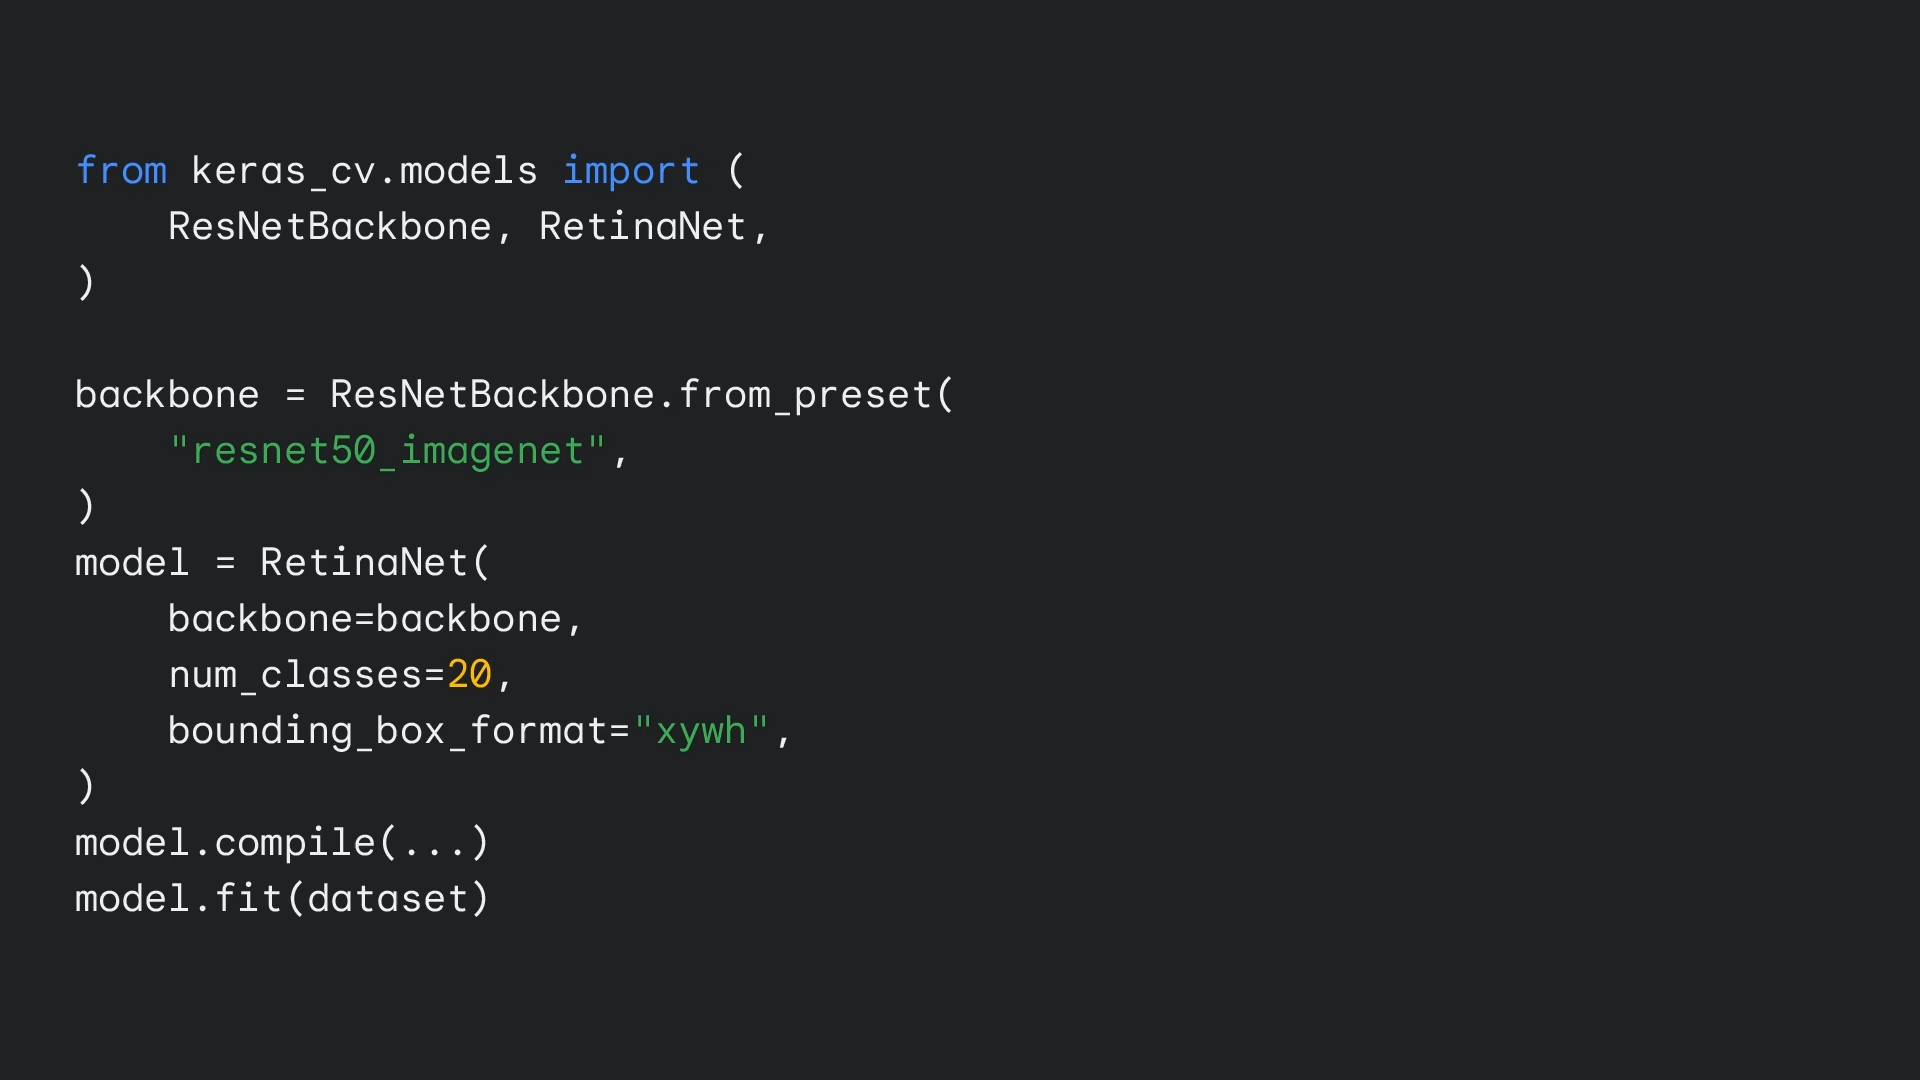 from keras_cv.models import (
    ResNetBackbone, RetinaNet,
)

backbone = ResNetBackbone.from_preset(
    "resnet50_imagenet",
)
model = RetinaNet(
    backbone=backbone,
    num_classes=20,
    bounding_box_format="xywh",
)
model.compile(...)
model.fit(dataset)